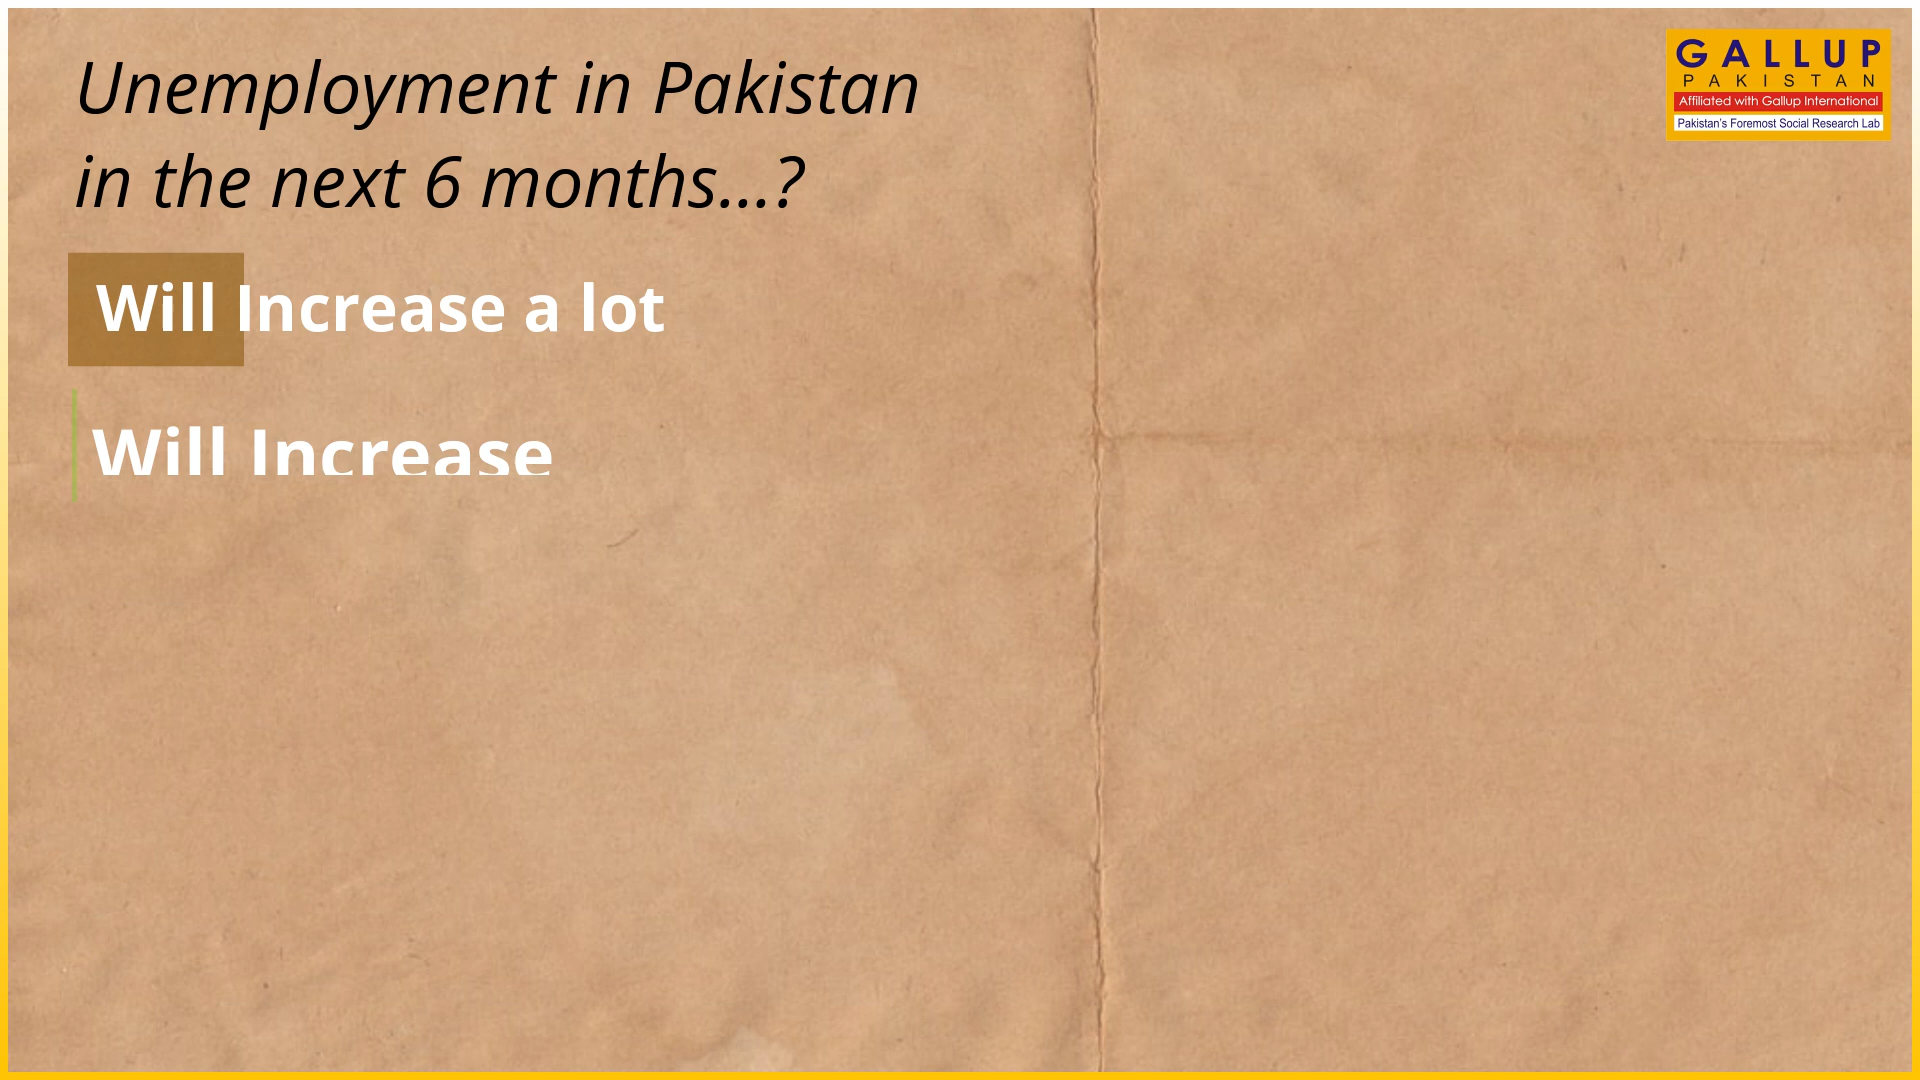 Unemployment in Pakistan
in the next 6 months...?
Will Increase a lot
Will Increase
GALLUP
PAKISTAN
Affiliated with Gallup International
Pakistan's Foremost Social Research Lab